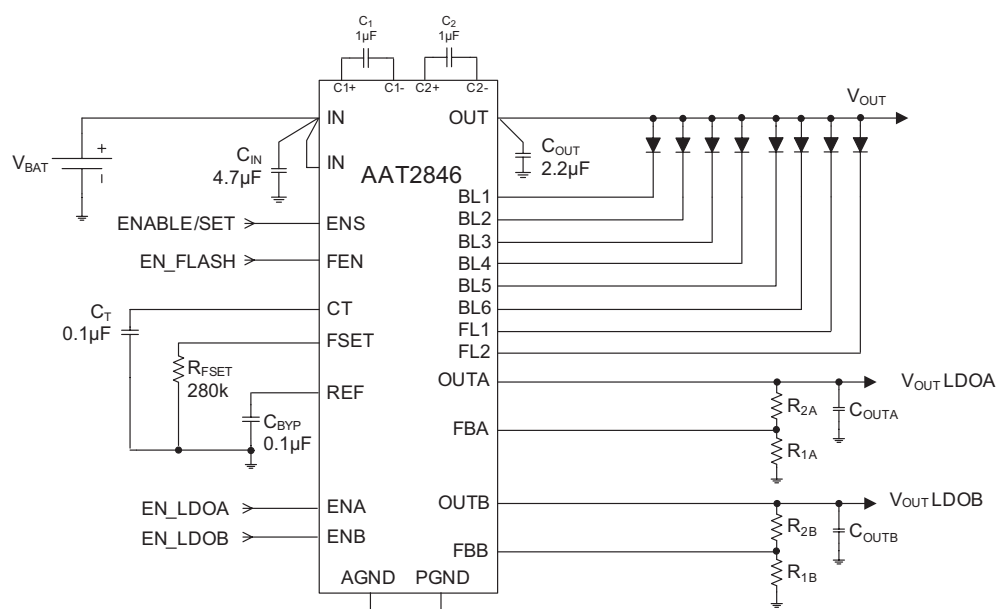 C1
1µF
C2
1µF
C1+
C1-
C2+
C2-
IN
OUT
VOUT
VBAT
+
–
CIN
4.7µF
IN
AAT2846
COUT
2.2µF
BL1
ENABLE/SET
ENS
BL2
BL3
EN_FLASH
FEN
BL4
BL5
CT
0.1µF
CT
BL6
FL1
FSET
FL2
RFSET
280k
OUTA
VOUT LDOA
REF
R2A
COUTA
CBYP
0.1µF
FBA
R1A
EN_LDOA
ENA
OUTB
VOUT LDOB
EN_LDOB
ENB
R2B
COUTB
FBB
R1B
AGND
PGND